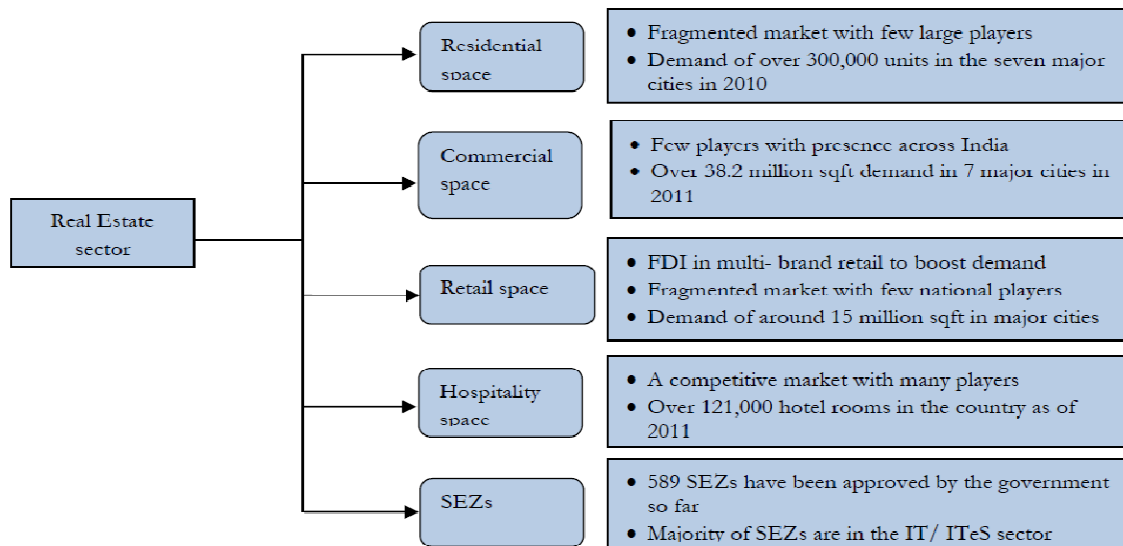 Real Estate
sector
Residential
space
• Fragmented market with few large players
• Demand of over 300,000 units in the seven major
cities in 2010
Commercial
space
• Few players with presence across India
• Over 38.2 million sqft demand in 7 major cities in
2011
Retail space
• FDI in multi- brand retail to boost demand
• Fragmented market with few national players
• Demand of around 15 million sqft in major cities
Hospitality
space
• A competitive market with many players
• Over 121,000 hotel rooms in the country as of
2011
SEZs
• 589 SEZs have been approved by the government
so far
• Majority of SEZs are in the IT/ ITeS sector